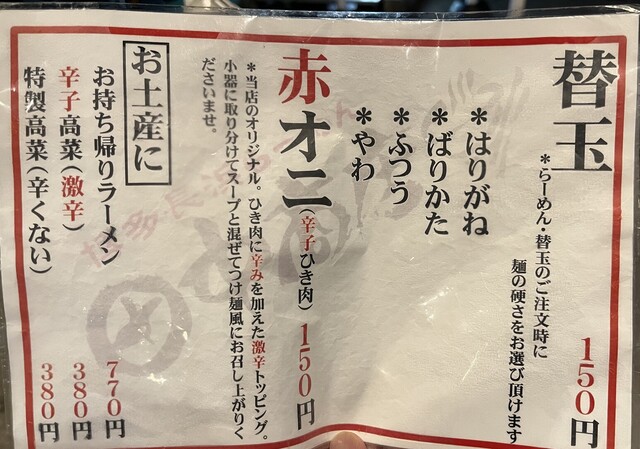 替玉 150円
*らーめん・替玉のご注文時に
麺の硬さをお選び頂けます
*はりがね
*ばりかた
*ふつう
*やわ
赤オニ(辛子ひき肉) 150円
*当店のオリジナル。ひき肉に辛みを加えた激辛トッピング。
小器に取り分けてスープと混ぜてつけ麺風にお召し上がりく
ださいませ。
お土産に
お持ち帰りラーメン 770円
辛子高菜(激辛) 380円
特製高菜(辛くない) 380円